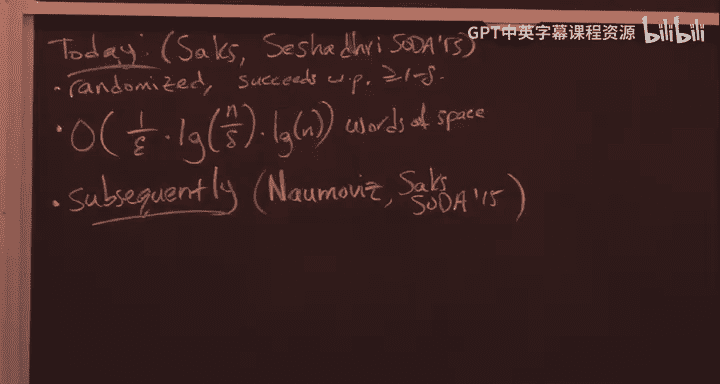 GPT中英字幕课程资源 bilibili
Today: (Saks, Seshadhri SODA'13)
• randomized, succeeds w.p. ≥1-δ.
• O(1/ε · lg(n/δ) · lg(n)) words of space
• subsequently (Naumoviz, Saks SODA'15)